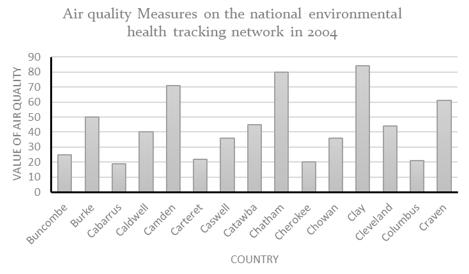 Air quality Measures on the national environmental
health tracking network in 2004
VALUE OF AIR QUALITY
90
80
70
60
50
40
30
20
10
0
Buncombe
Burke
Cabarrus
Caldwell
Camden
Carteret
Caswell
Catawba
Chatham
Cherokee
Chowan
Clay
Cleveland
Columbus
Craven
COUNTRY